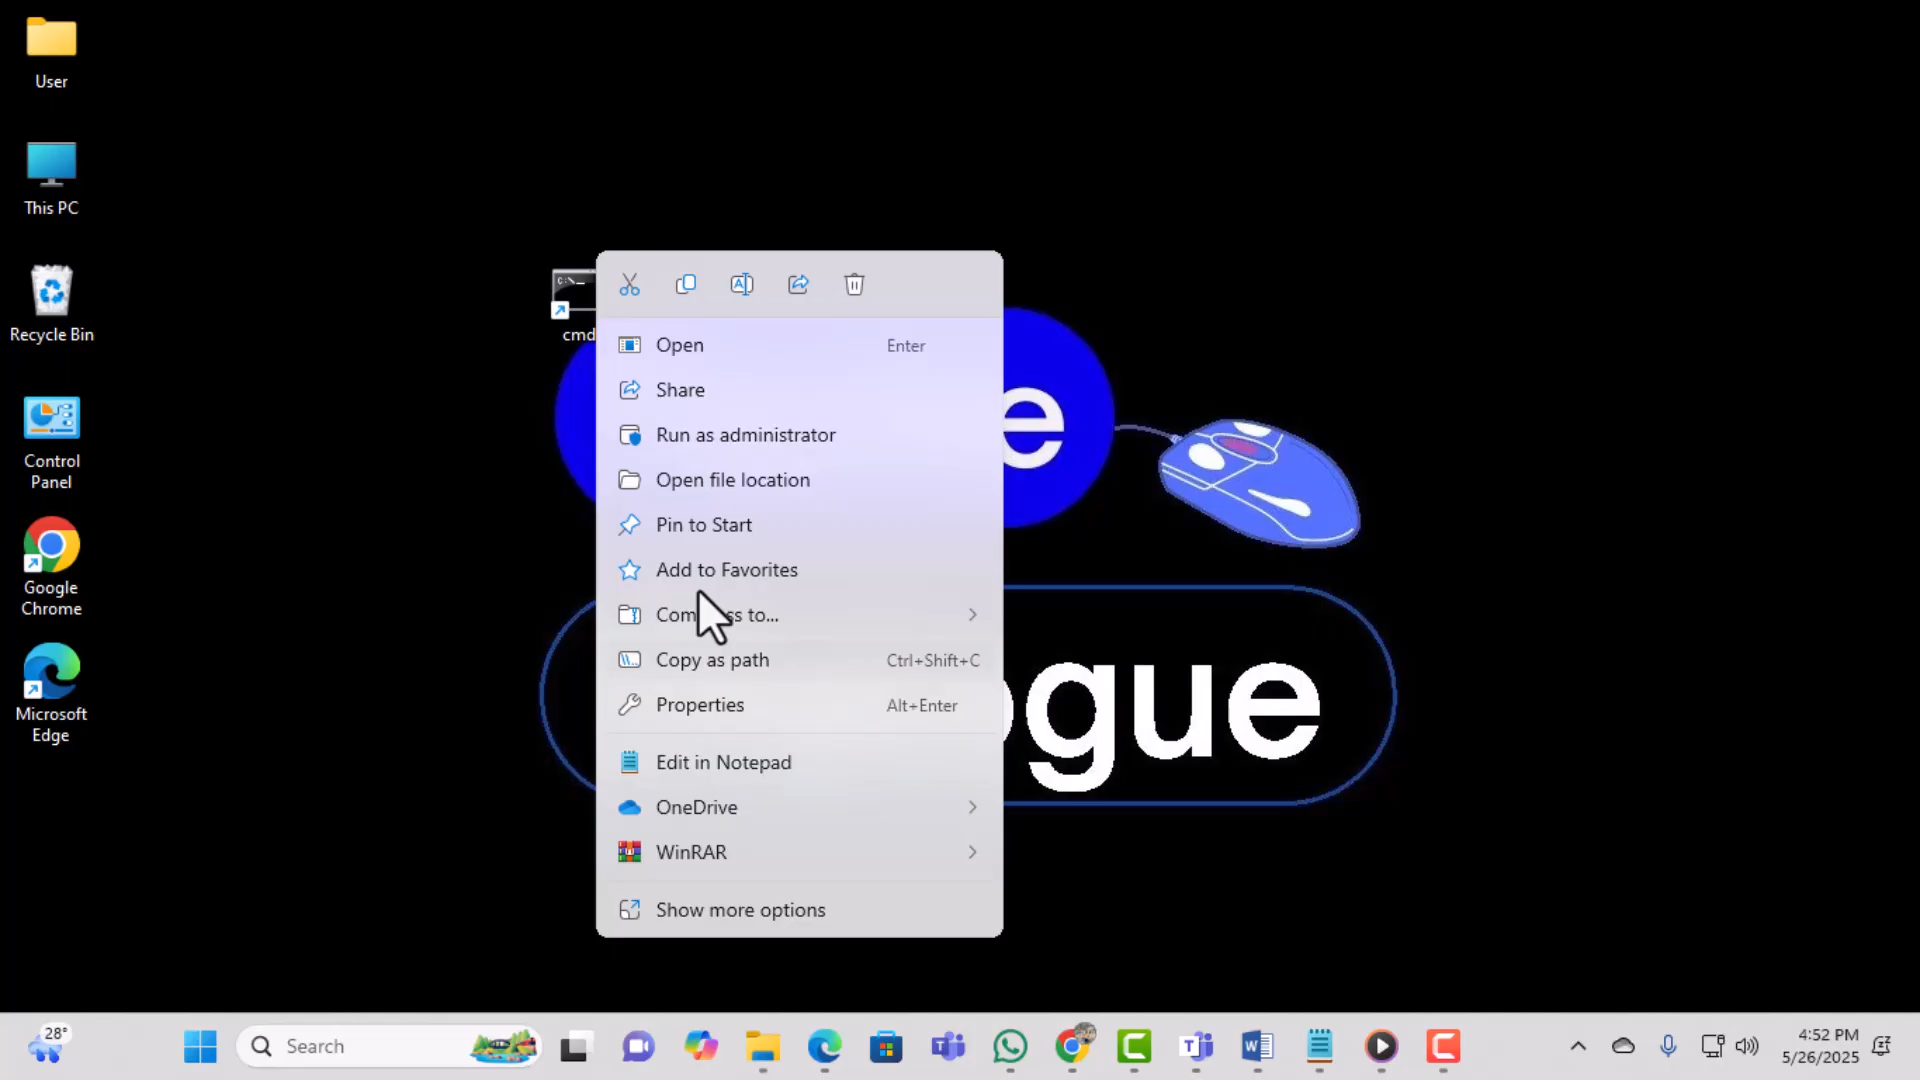 User
This PC
Recycle Bin
Control
Panel
Google
Chrome
Microsoft
Edge
cmd
Open Enter
Share
Run as administrator
Open file location
Pin to Start
Add to Favorites
to...
Copy as path Ctrl+Shift+C
Properties Alt+Enter
Edit in Notepad
OneDrive
WinRAR
Show more options
e
gue
28°
Search
4:52 PM
5/26/2025